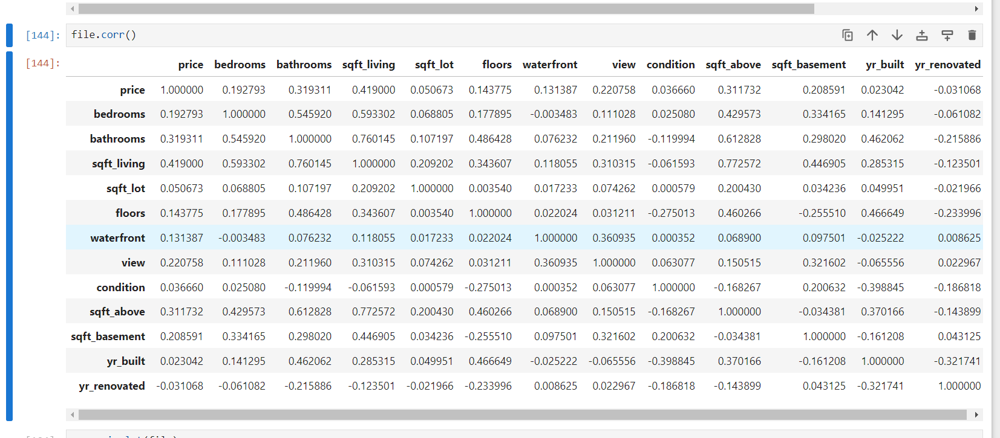 [144]: file.corr()
[144]:
price bedrooms bathrooms sqft_living sqft_lot floors waterfront view condition sqft_above sqft_basement yr_built yr_renovated
price 1.000000 0.192793 0.319311 0.419000 0.050673 0.143775 0.131387 0.220758 0.036660 0.311732 0.208591 0.023042 -0.031068
bedrooms 0.192793 1.000000 0.545920 0.593302 0.068805 0.177895 -0.003483 0.111028 0.025080 0.429573 0.334165 0.141295 -0.061082
bathrooms 0.319311 0.545920 1.000000 0.760145 0.107197 0.486428 0.076232 0.211960 -0.119994 0.612828 0.298020 0.462062 -0.215886
sqft_living 0.419000 0.593302 0.760145 1.000000 0.209202 0.343607 0.118055 0.310315 -0.061593 0.772572 0.446905 0.285315 -0.123501
sqft_lot 0.050673 0.068805 0.107197 0.209202 1.000000 0.003540 0.017233 0.074262 0.000579 0.200430 0.034236 0.049951 -0.021966
floors 0.143775 0.177895 0.486428 0.343607 0.003540 1.000000 0.022024 0.031211 -0.275013 0.460266 -0.255510 0.466649 -0.233996
waterfront 0.131387 -0.003483 0.076232 0.118055 0.017233 0.022024 1.000000 0.360935 0.000352 0.068900 0.097501 -0.025222 0.008625
view 0.220758 0.111028 0.211960 0.310315 0.074262 0.031211 0.360935 1.000000 0.063077 0.150515 0.321602 -0.065556 0.022967
condition 0.036660 0.025080 -0.119994 -0.061593 0.000579 -0.275013 0.000352 0.063077 1.000000 -0.168267 0.200632 -0.398845 -0.186818
sqft_above 0.311732 0.429573 0.612828 0.772572 0.200430 0.460266 0.068900 0.150515 -0.168267 1.000000 -0.034381 0.370166 -0.143899
sqft_basement 0.208591 0.334165 0.298020 0.446905 0.034236 -0.255510 0.097501 0.321602 0.200632 -0.034381 1.000000 -0.161208 0.043125
yr_built 0.023042 0.141295 0.462062 0.285315 0.049951 0.466649 -0.025222 -0.065556 -0.398845 0.370166 -0.161208 1.000000 -0.321741
yr_renovated -0.031068 -0.061082 -0.215886 -0.123501 -0.021966 -0.233996 0.008625 0.022967 -0.186818 -0.143899 0.043125 -0.321741 1.000000